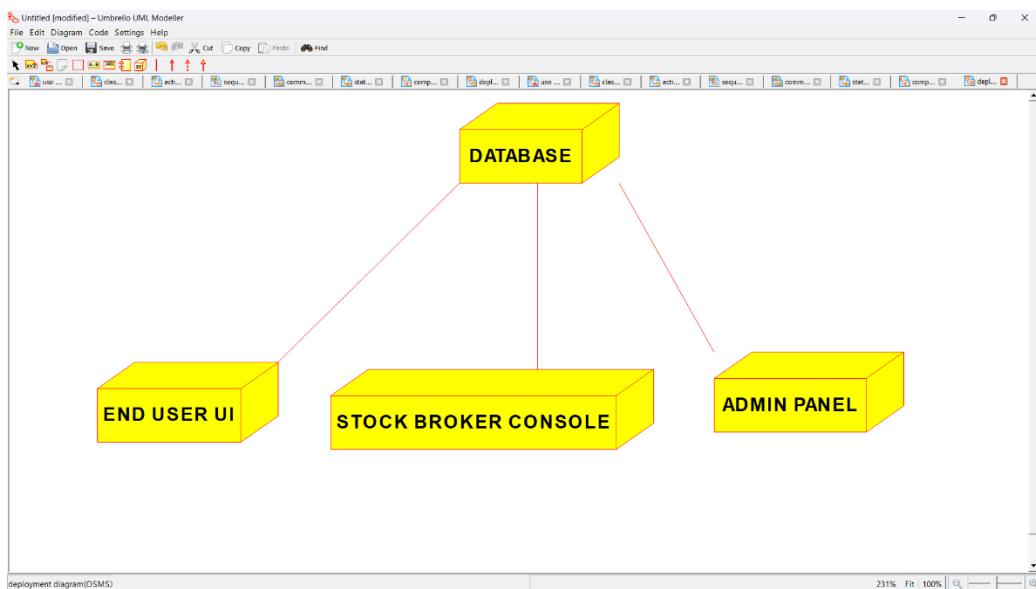 Untitled [modified] – Umbrello UML Modeller
File Edit Diagram Code Settings Help
New Open Save Cut Copy Paste Find
use ... clas... acti... sequ... comm... stat... comp... depl... use ... clas... acti... sequ... comm... stat... comp... depl...
DATABASE
END USER UI
STOCK BROKER CONSOLE
ADMIN PANEL
deployment diagram(OSMS)
231% Fit 100%